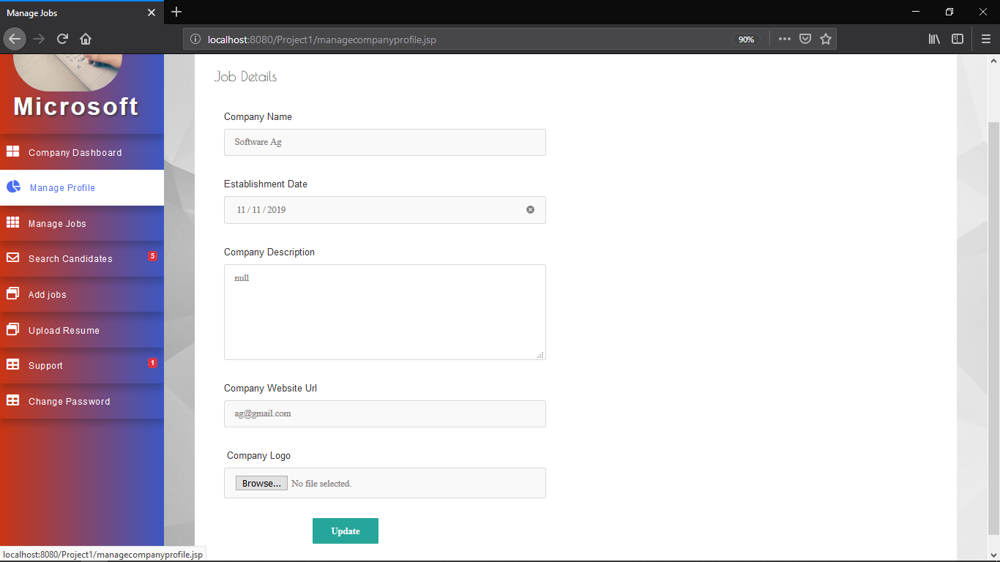 Manage Jobs
localhost:8080/Project1/managecompanyprofile.jsp
90%
Microsoft
Company Dashboard
Manage Profile
Manage Jobs
Search Candidates 5
Add jobs
Upload Resume
Support 1
Change Password
Job Details
Company Name
Software Ag
Establishment Date
11 / 11 / 2019
Company Description
null
Company Website Url
ag@gmail.com
Company Logo
Browse... No file selected.
Update
localhost:8080/Project1/managecompanyprofile.jsp